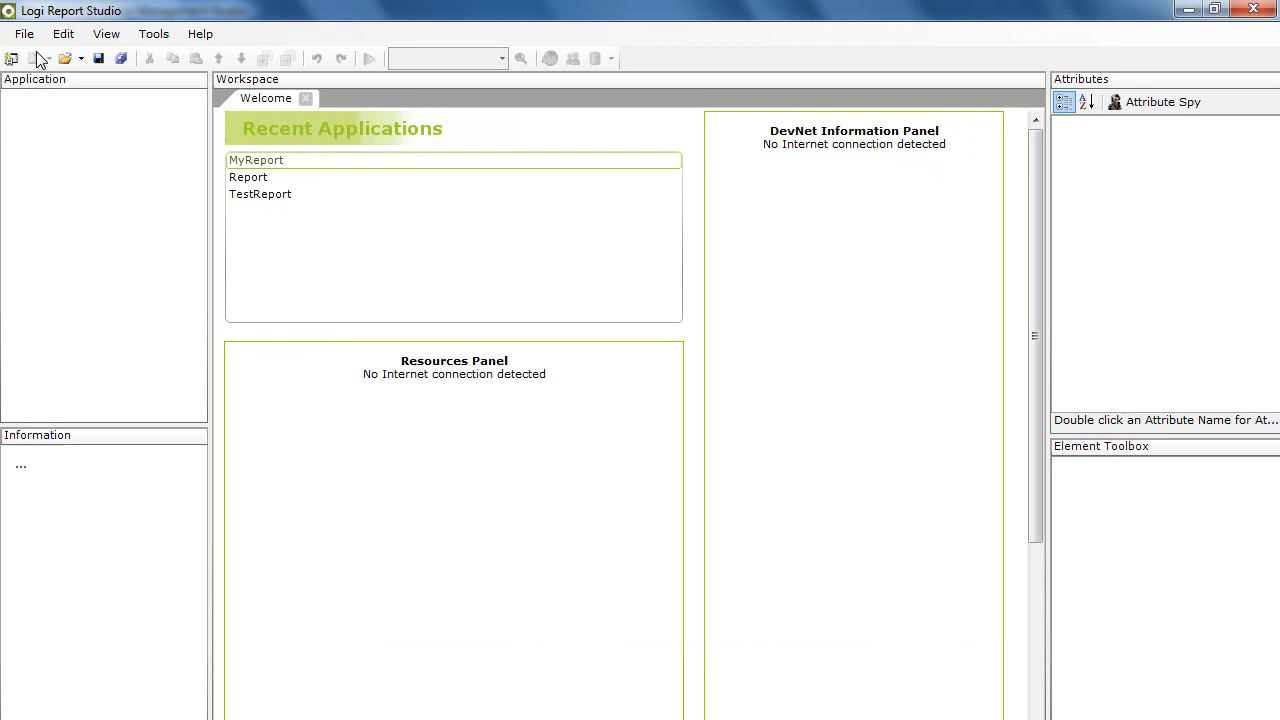 Logi Report Studio
File Edit View Tools Help
Application
Workspace
Attributes
Welcome
Attribute Spy
Recent Applications
MyReport
Report
TestReport
DevNet Information Panel
No Internet connection detected
Resources Panel
No Internet connection detected
Double click an Attribute Name for At...
Information
...
Element Toolbox